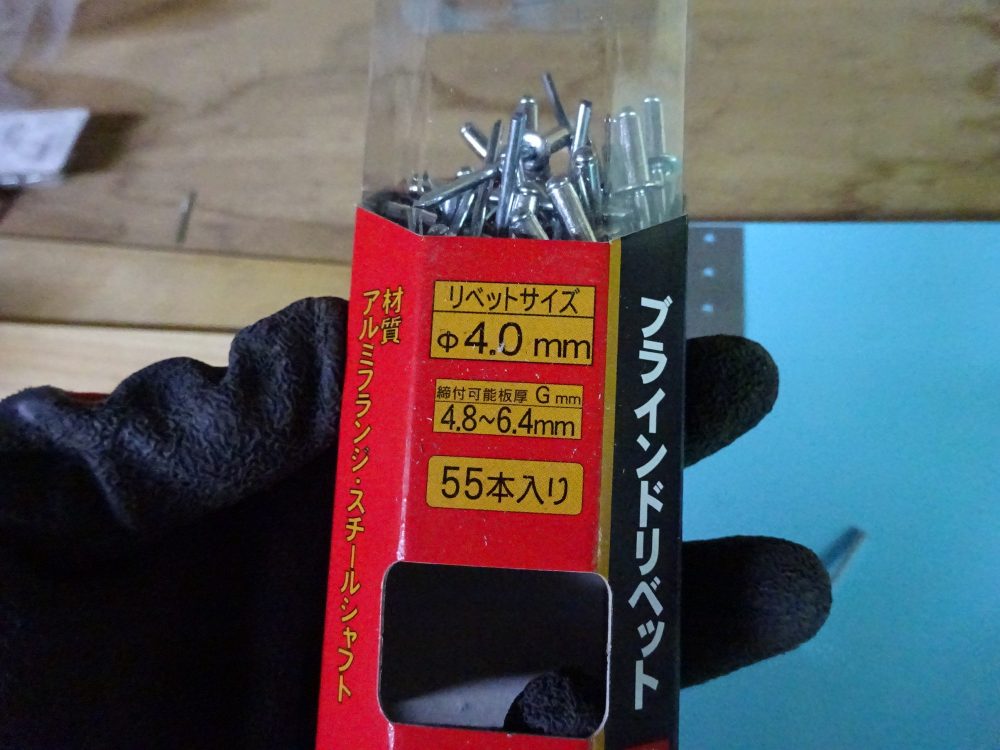 材質
アルミフランジ・スチールシャフト
リベットサイズ
Φ4.0 mm
締付可能板厚 G mm
4.8~6.4mm
55本入り
ブラインドリベット